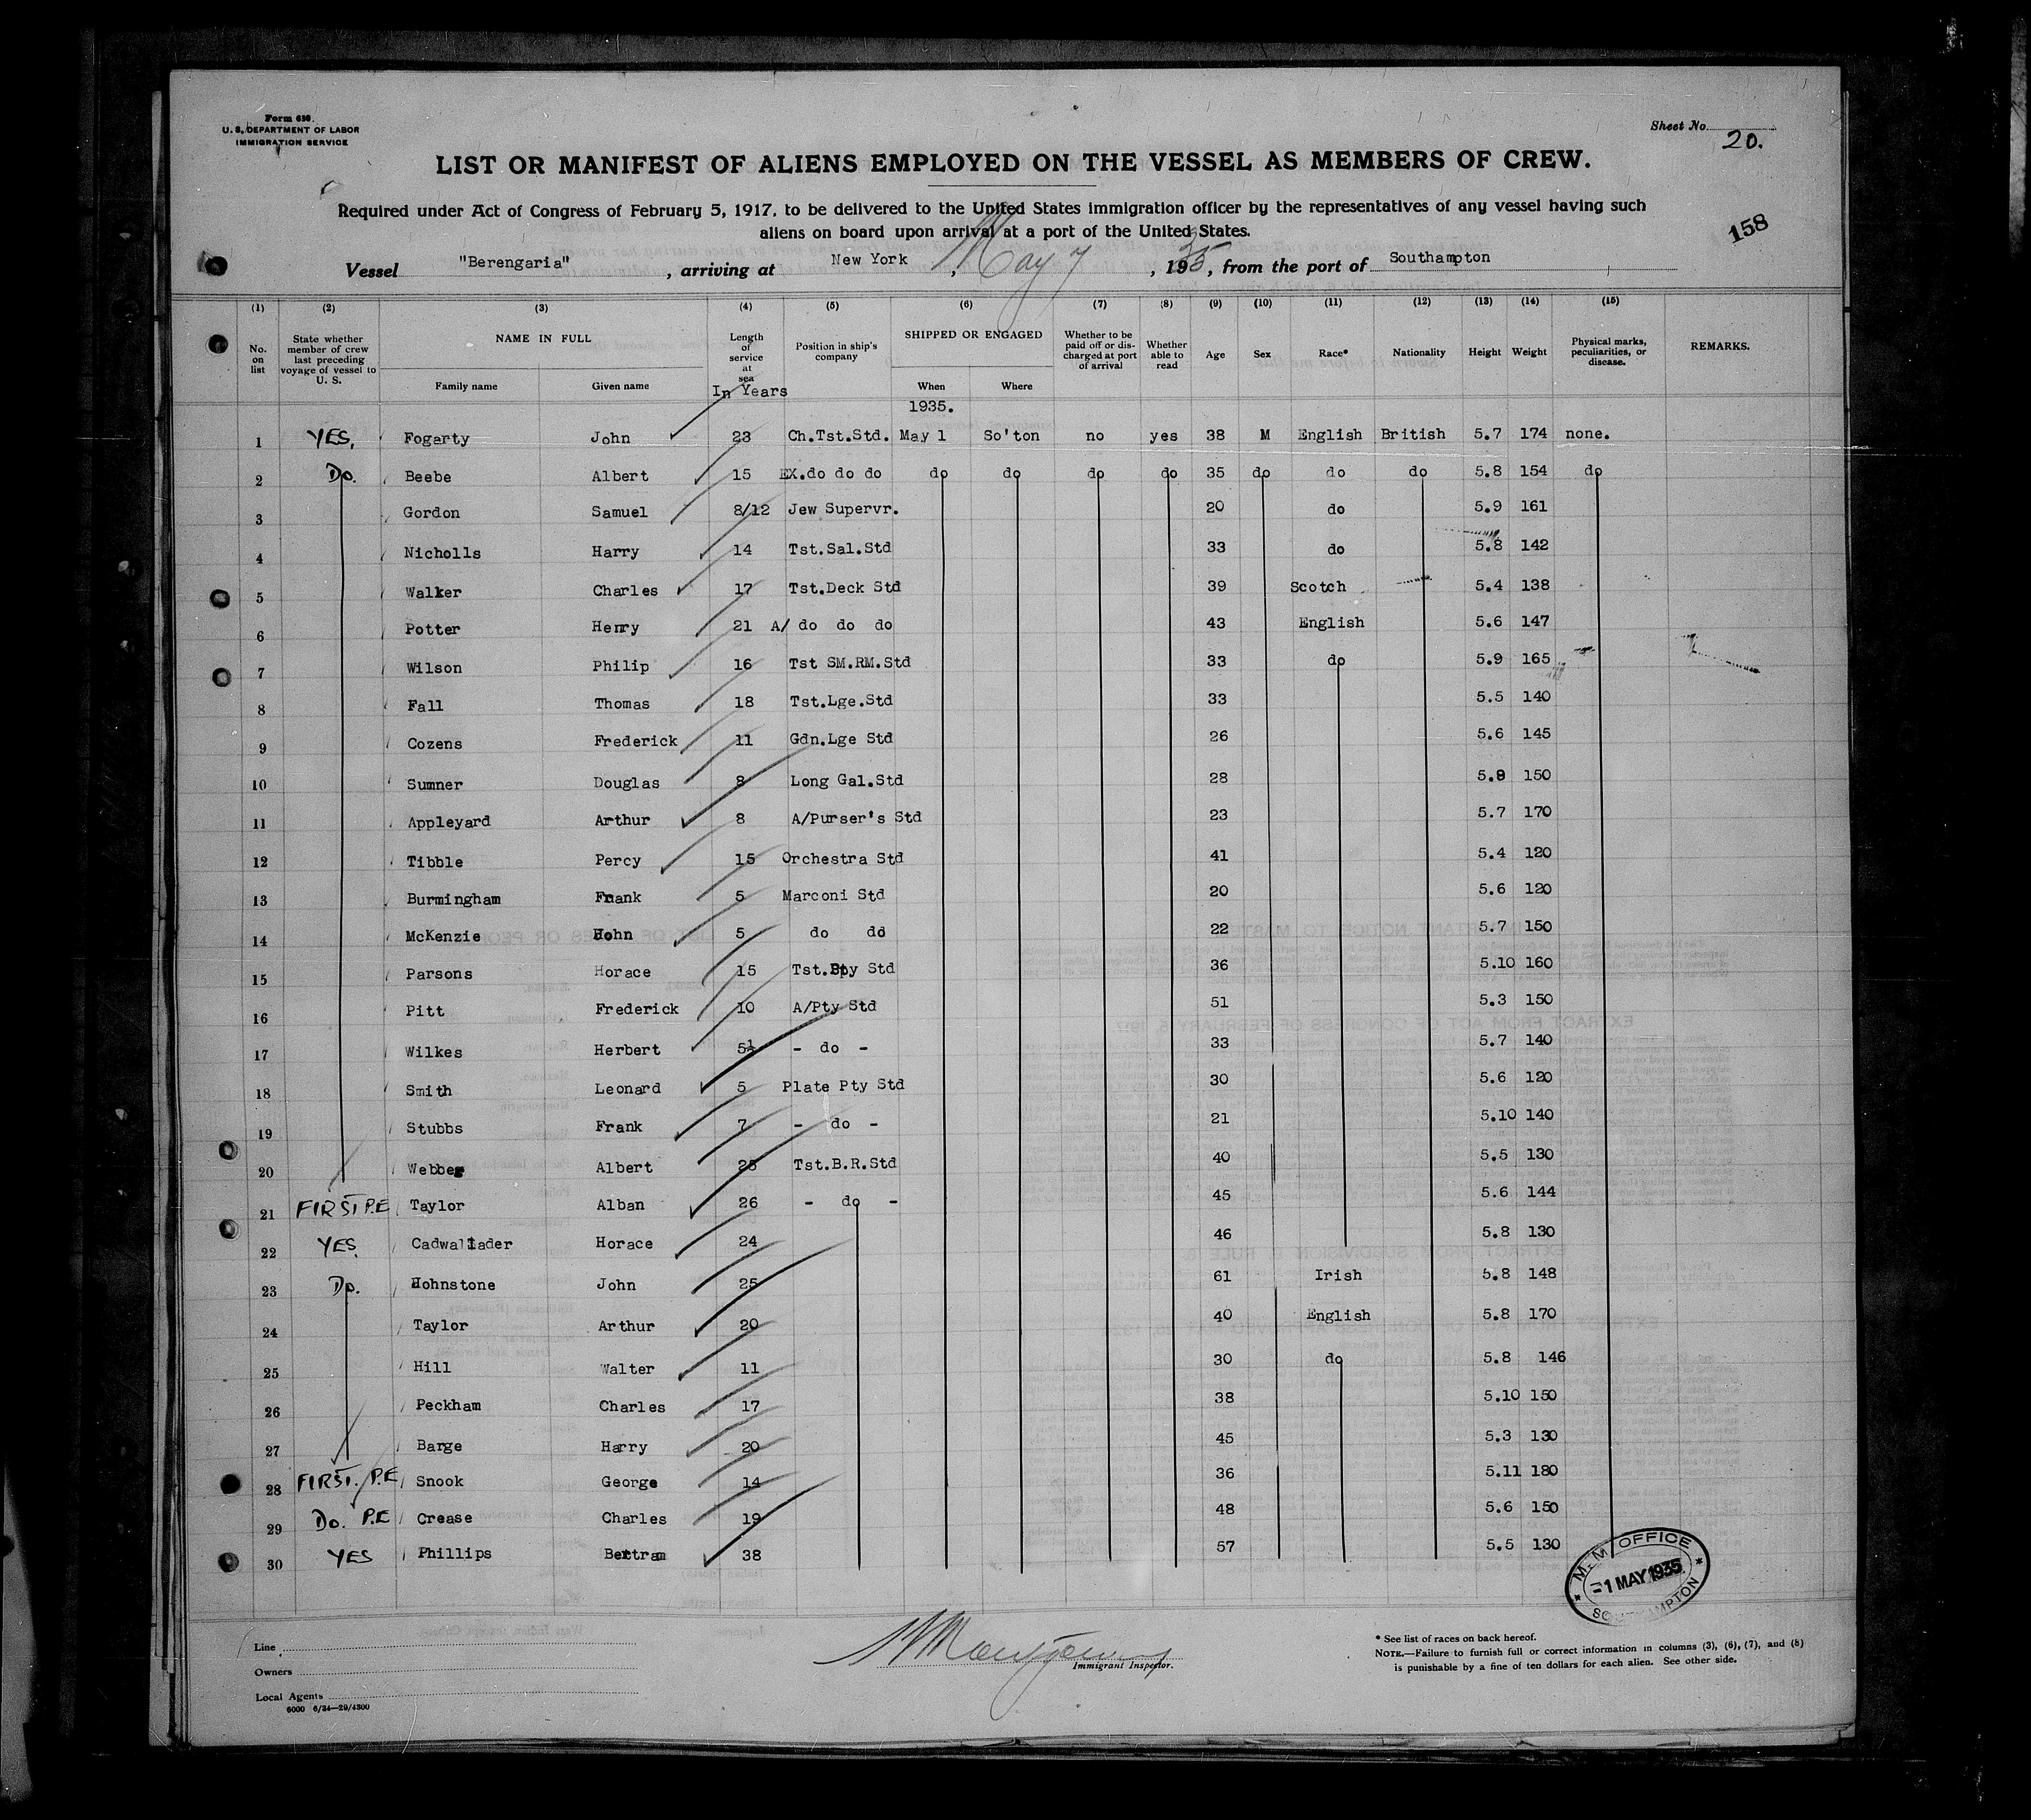 Form 630.
U. S. DEPARTMENT OF LABOR
IMMIGRATION SERVICE
Sheet No. 20.
LIST OR MANIFEST OF ALIENS EMPLOYED ON THE VESSEL AS MEMBERS OF CREW.
Required under Act of Congress of February 5, 1917, to be delivered to the United States immigration officer by the representatives of any vessel having such
aliens on board upon arrival at a port of the United States.
158
Vessel "Berengaria", arriving at New York, May 7, 1935, from the port of Southampton
(1) (2) (3) (4) (5) (6) (7) (8) (9) (10) (11) (12) (13) (14) (15)
No. on list State whether member of crew last preceding voyage of vessel to U. S. NAME IN FULL Length of service at sea Position in ship's company SHIPPED OR ENGAGED Whether to be paid off or discharged at port of arrival Whether able to read Age Sex Race* Nationality Height Weight Physical marks, peculiarities, or disease. REMARKS.
Family name Given name In Years When Where
1935.
1 YES, Fogarty John 23 Ch.Tst.Std. May 1 So'ton no yes 38 M English British 5.7 174 none.
2 Do. Beebe Albert 15 EX.do do do do do do do 35 do do do 5.8 154 do
3 Gordon Samuel 8/12 Jew Supervr. 20 do 5.9 161
4 Nicholls Harry 14 Tst.Sal.Std 33 do 5.8 142
5 Walker Charles 17 Tst.Deck Std 39 Scotch 5.4 138
6 Potter Henry 21 A/ do do do 43 English 5.6 147
7 Wilson Philip 16 Tst SM.RM.Std 33 do 5.9 165
8 Fall Thomas 18 Tst.Lge.Std 33 5.5 140
9 Cozens Frederick 11 Gdn.Lge Std 26 5.6 145
10 Sumner Douglas 8 Long Gal.Std 28 5.9 150
11 Appleyard Arthur 8 A/Purser's Std 23 5.7 170
12 Tibble Percy 15 Orchestra Std 41 5.4 120
13 Burmingham Frank 5 Marconi Std 20 5.6 120
14 McKenzie John 5 do do 22 5.7 150
15 Parsons Horace 15 Tst.Pty Std 36 5.10 160
16 Pitt Frederick 10 A/Pty Std 51 5.3 150
17 Wilkes Herbert 5½ - do - 33 5.7 140
18 Smith Leonard 5 Plate Pty Std 30 5.6 120
19 Stubbs Frank 7 - do - 21 5.10 140
20 Webber Albert Tst.B.R.Std 40 5.5 130
21 FIRST P.E Taylor Alban 26 - do - 45 5.6 144
22 YES. Cadwallader Horace 24 46 5.8 130
23 Do. Hohnstone John 25 61 Irish 5.8 148
24 Taylor Arthur 20 40 English 5.8 170
25 Hill Walter 11 30 do 5.8 146
26 Peckham Charles 17 38 5.10 150
27 Barge Harry 20 45 5.3 130
28 FIRST. P.E Snook George 14 36 5.11 180
29 Do. P.E Crease Charles 19 48 5.6 150
30 YES Phillips Bertram 38 57 5.5 130
M.M. OFFICE
-1 MAY 1935
SOUTHAMPTON
Line
Owners
Local Agents
6000 6/34—29/4300
Immigrant Inspector.
* See list of races on back hereof.
NOTE.—Failure to furnish full or correct information in columns (3), (6), (7), and (8)
is punishable by a fine of ten dollars for each alien. See other side.